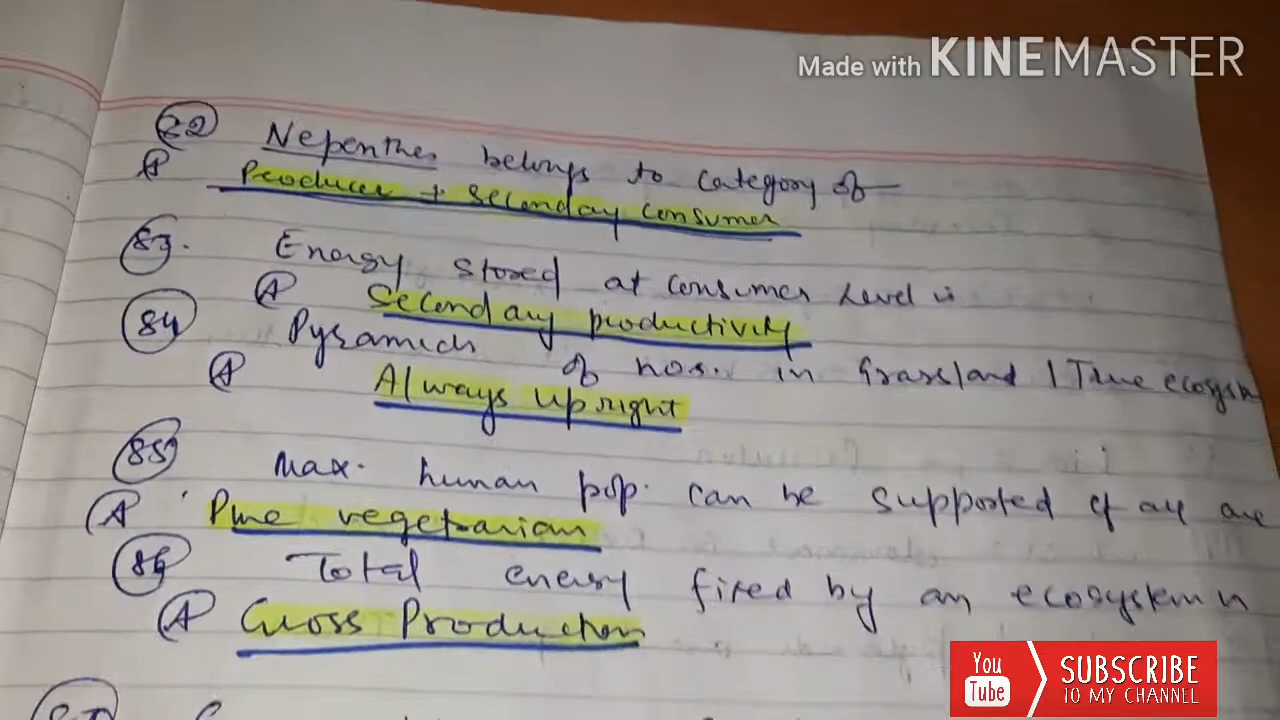 Made with KINEMASTER
82 Nepenthes belongs to category of —
A Producer + Secondary consumer
83. Energy stored at consumer level is
A Secondary productivity
84 Pyramids of nos. in Grassland / Tree ecosystem
A Always upright
85 Max. human pop. can be supported if all are
A Pure vegetarian
86 Total energy fixed by an ecosystem is
A Gross Production
You Tube
SUBSCRIBE
TO MY CHANNEL